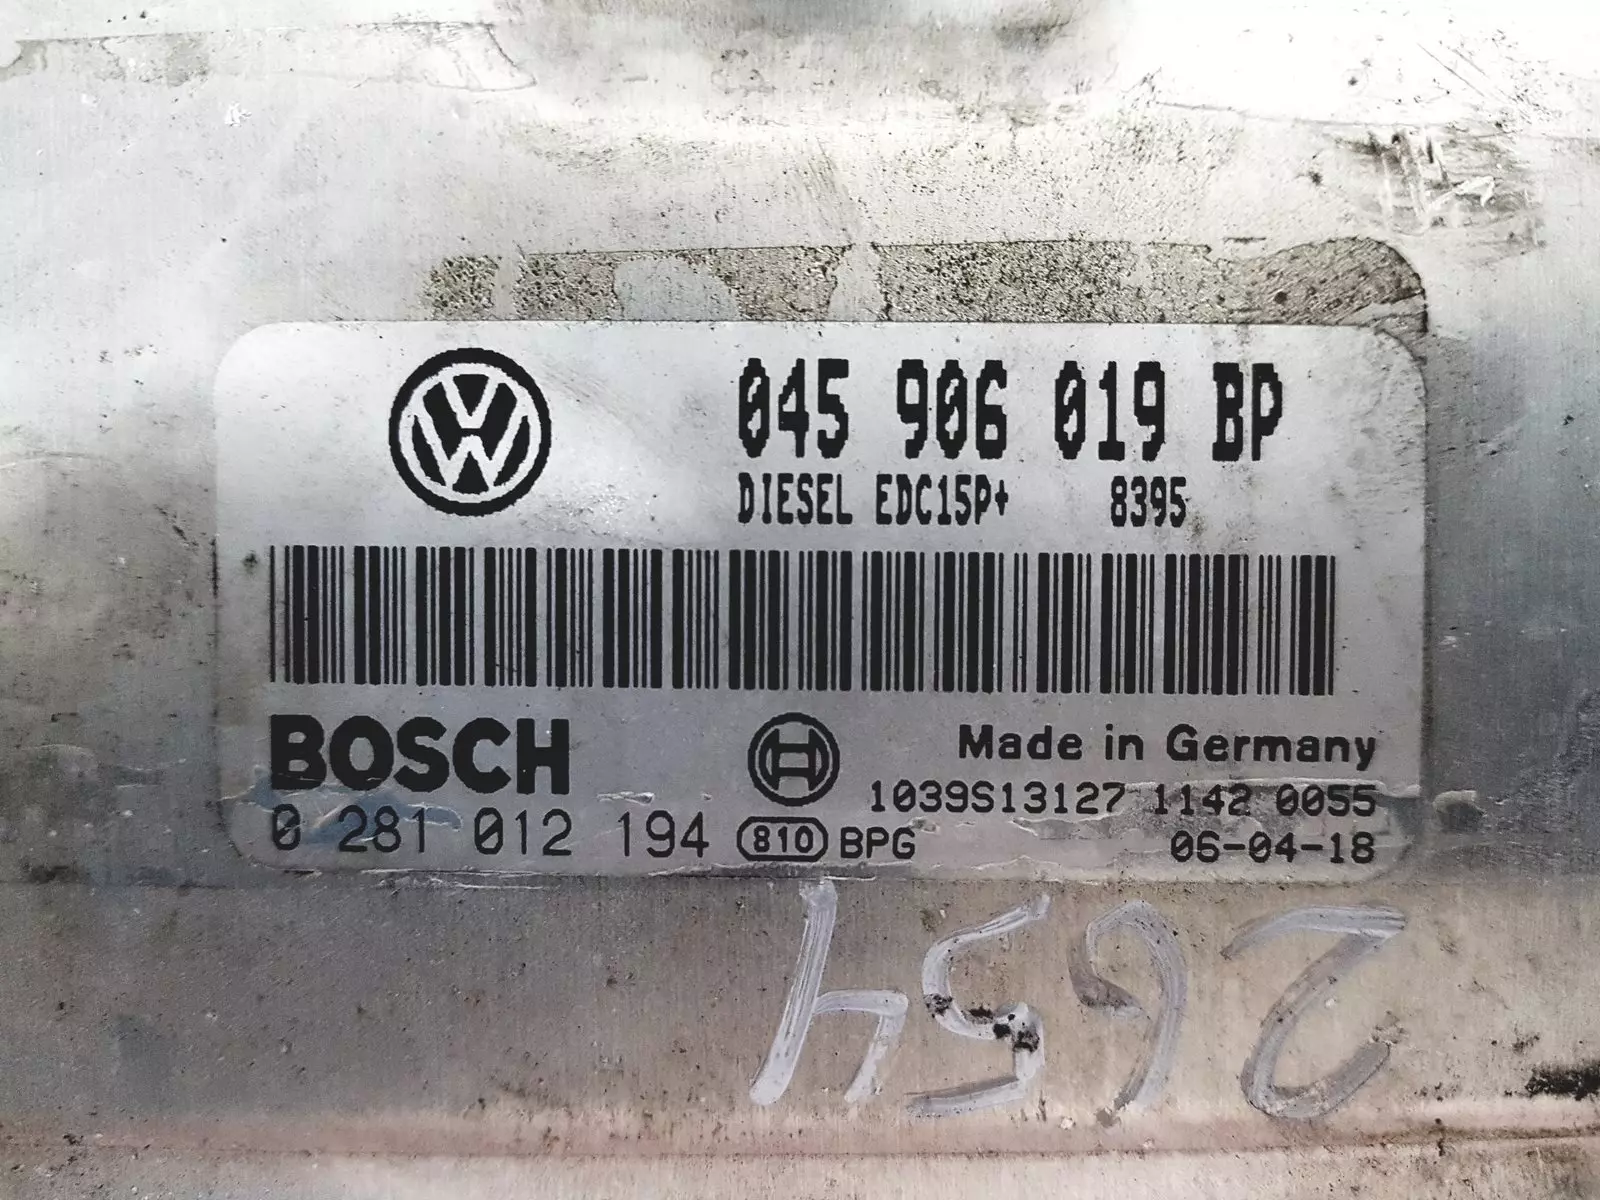 045 906 019 BP
DIESEL EDC15P+ 8395
BOSCH
Made in Germany
1039S13127 1142 0055
0 281 012 194 810 BPG 06-04-18
2654